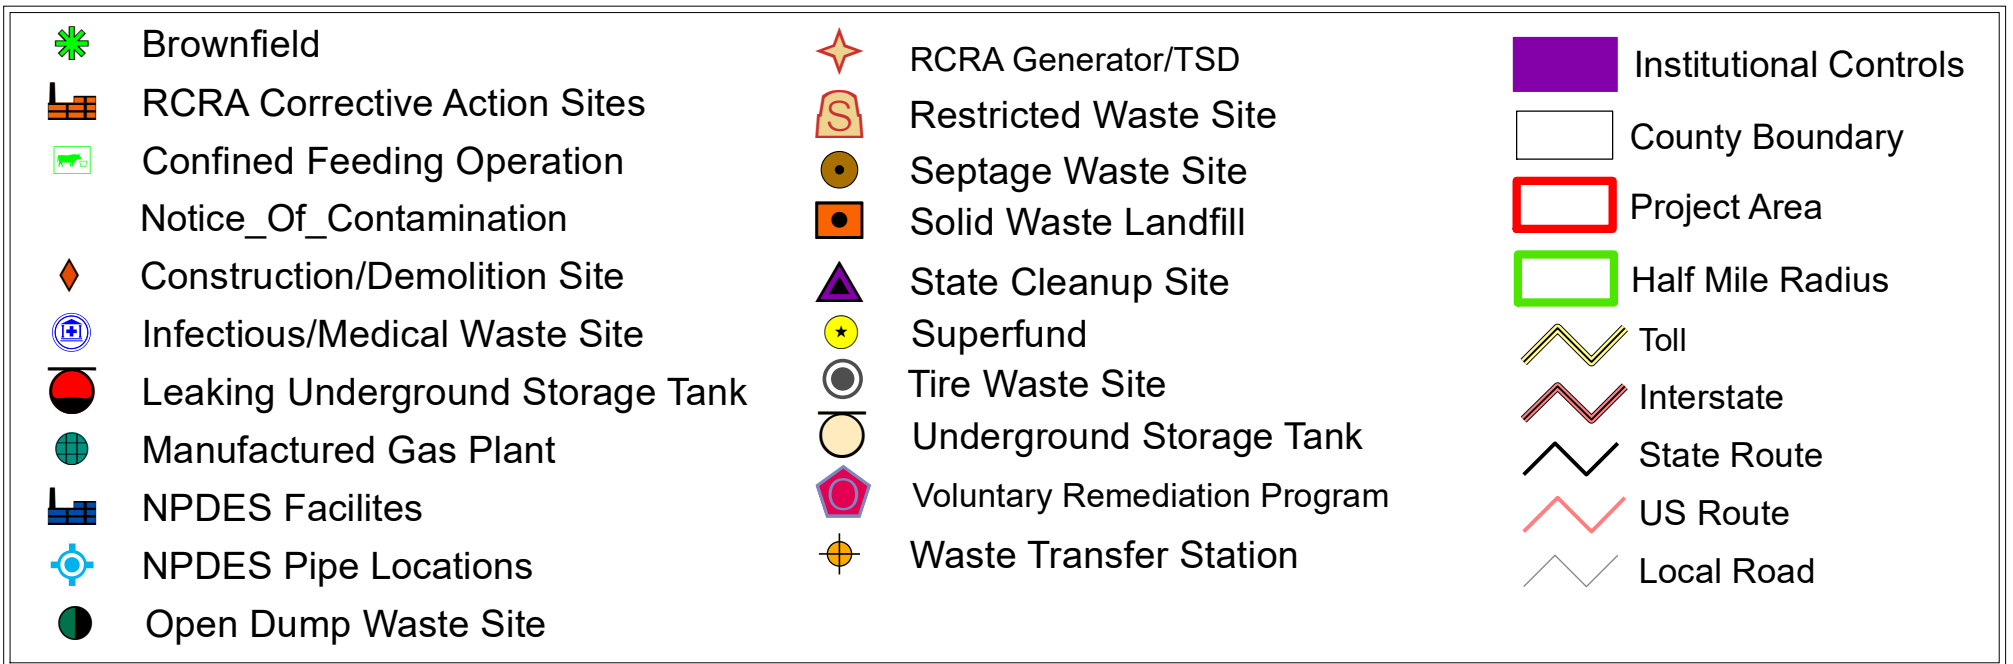 Brownfield
RCRA Corrective Action Sites
Confined Feeding Operation
Notice_Of_Contamination
Construction/Demolition Site
Infectious/Medical Waste Site
Leaking Underground Storage Tank
Manufactured Gas Plant
NPDES Facilites
NPDES Pipe Locations
Open Dump Waste Site
RCRA Generator/TSD
S
Restricted Waste Site
Septage Waste Site
Solid Waste Landfill
State Cleanup Site
Superfund
Tire Waste Site
Underground Storage Tank
O
Voluntary Remediation Program
Waste Transfer Station
Institutional Controls
County Boundary
Project Area
Half Mile Radius
Toll
Interstate
State Route
US Route
Local Road